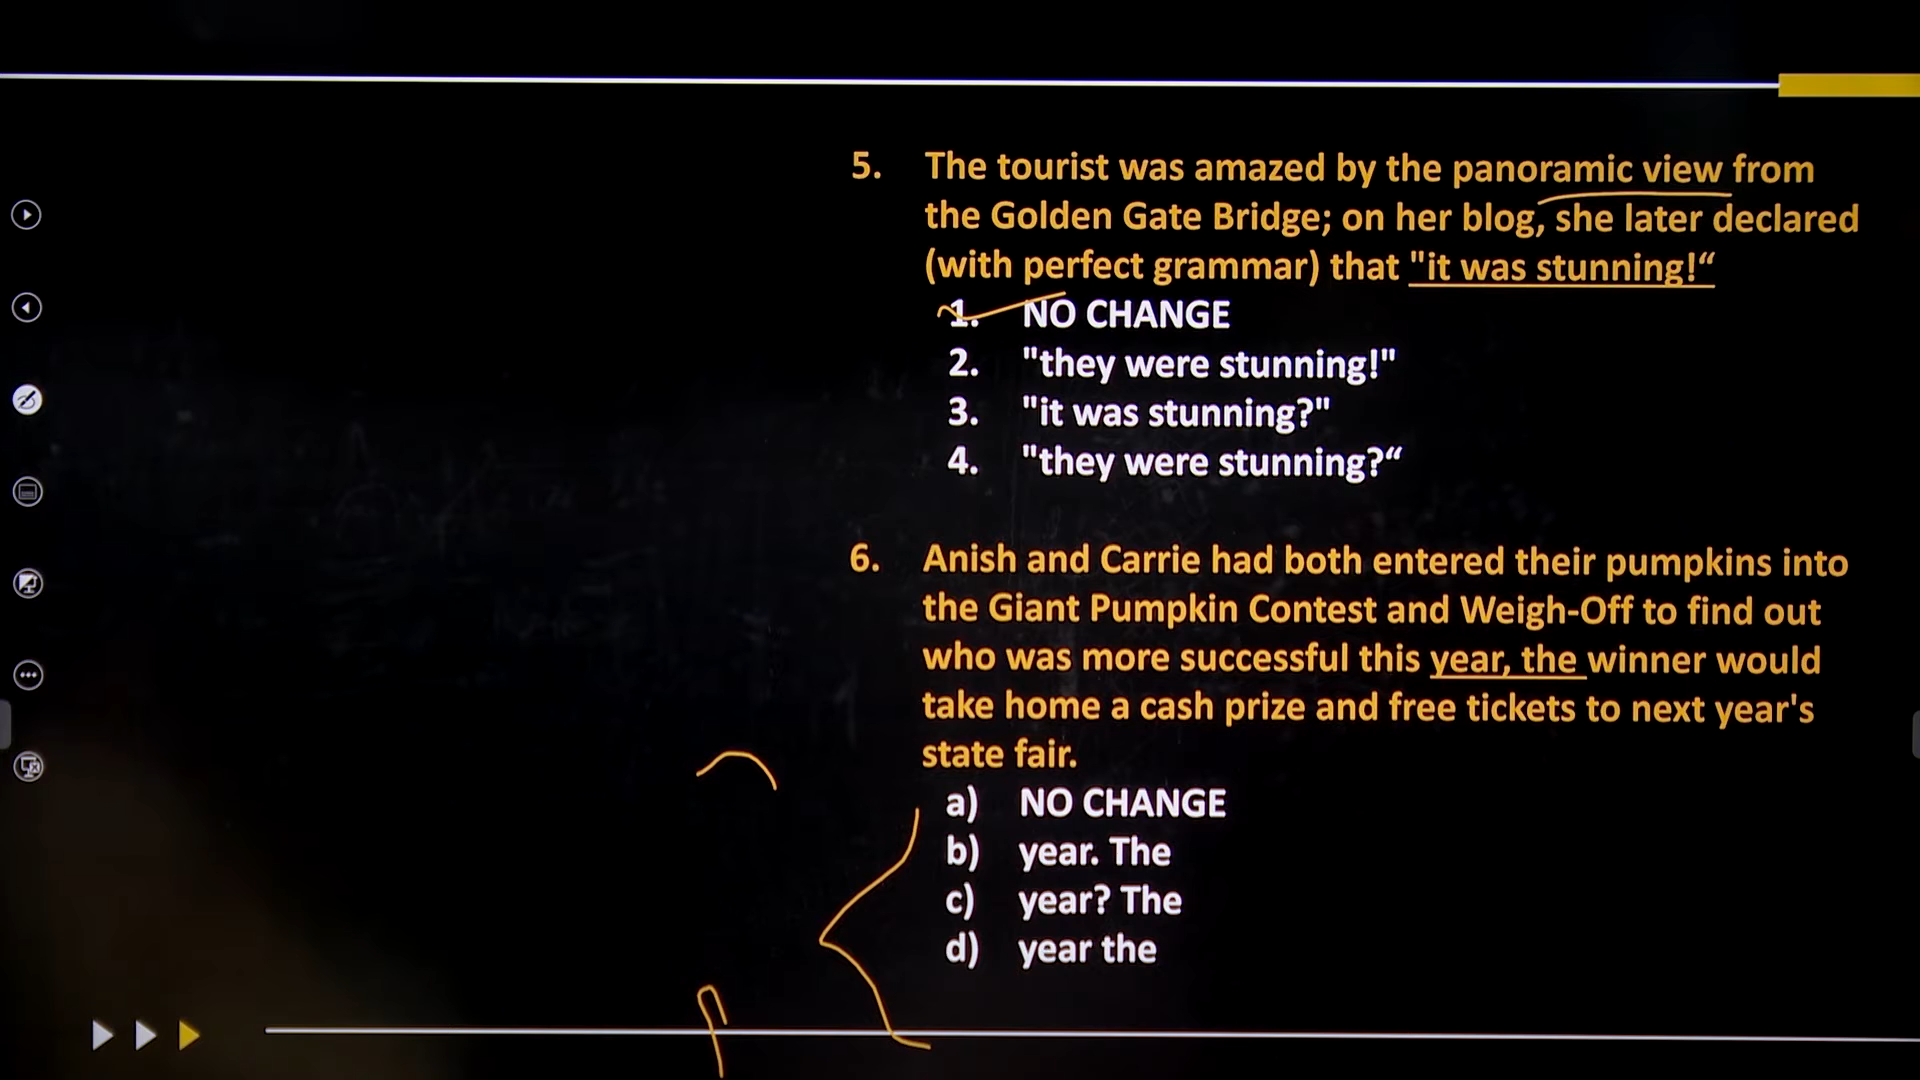 5. The tourist was amazed by the panoramic view from
the Golden Gate Bridge; on her blog, she later declared
(with perfect grammar) that "it was stunning!“
1. NO CHANGE
2. "they were stunning!"
3. "it was stunning?"
4. "they were stunning?“
6. Anish and Carrie had both entered their pumpkins into
the Giant Pumpkin Contest and Weigh-Off to find out
who was more successful this year, the winner would
take home a cash prize and free tickets to next year's
state fair.
a) NO CHANGE
b) year. The
c) year? The
d) year the